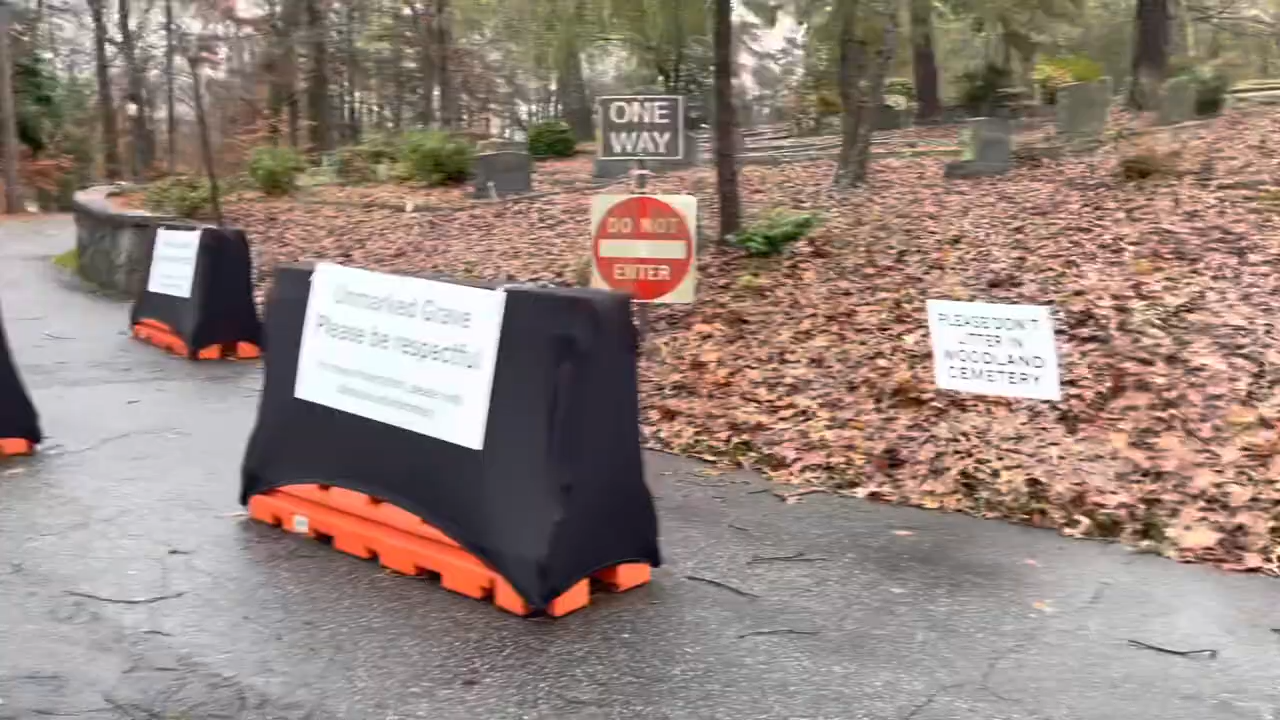 ONE
WAY
DO NOT
ENTER
Unmarked Grave
Please be respectful
PLEASE DON'T
LITTER IN
WOODLAND
CEMETERY